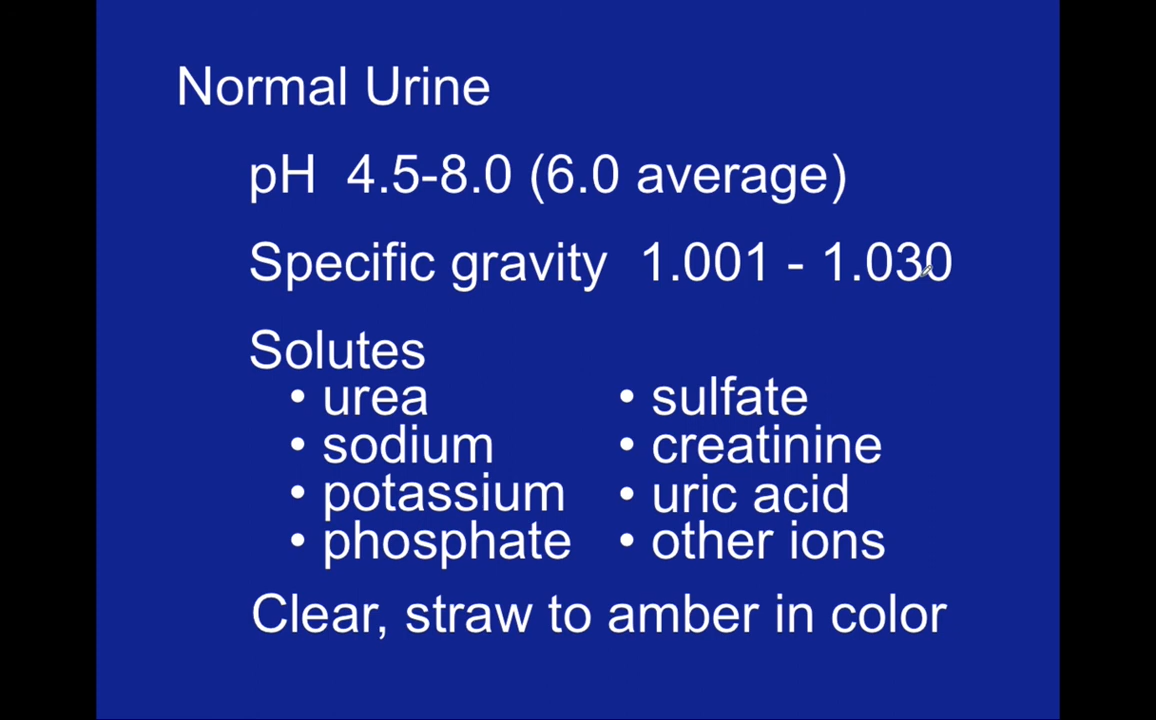 Normal Urine
pH 4.5-8.0 (6.0 average)
Specific gravity 1.001 - 1.030
Solutes
• urea
• sodium
• potassium
• phosphate
• sulfate
• creatinine
• uric acid
• other ions
Clear, straw to amber in color